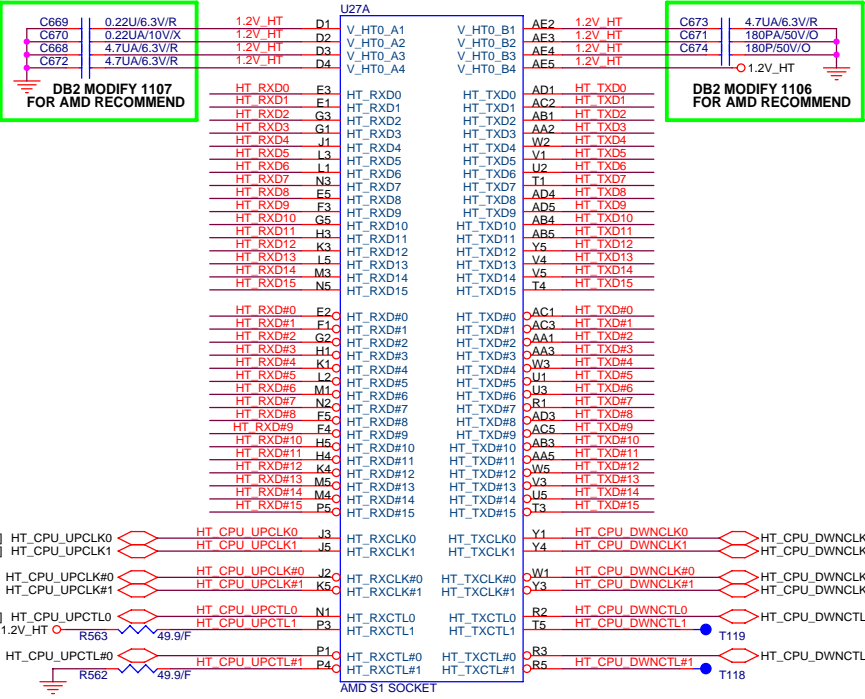 U27A
C669 0.22U/6.3V/R 1.2V_HT D1 V_HT0_A1 V_HT0_B1 AE2 1.2V_HT C673 4.7UA/6.3V/R
C670 0.22UA/10V/X 1.2V_HT D2 V_HT0_A2 V_HT0_B2 AE3 1.2V_HT C671 180PA/50V/O
C668 4.7UA/6.3V/R 1.2V_HT D3 V_HT0_A3 V_HT0_B3 AE4 1.2V_HT C674 180P/50V/O
C672 4.7UA/6.3V/R 1.2V_HT D4 V_HT0_A4 V_HT0_B4 AE5 1.2V_HT 1.2V_HT
DB2 MODIFY 1107 DB2 MODIFY 1106
FOR AMD RECOMMEND FOR AMD RECOMMEND
HT_RXD0 E3 HT_RXD0 HT_TXD0 AD1 HT_TXD0
HT_RXD1 E1 HT_RXD1 HT_TXD1 AC2 HT_TXD1
HT_RXD2 G3 HT_RXD2 HT_TXD2 AB1 HT_TXD2
HT_RXD3 G1 HT_RXD3 HT_TXD3 AA2 HT_TXD3
HT_RXD4 J1 HT_RXD4 HT_TXD4 W2 HT_TXD4
HT_RXD5 L3 HT_RXD5 HT_TXD5 V1 HT_TXD5
HT_RXD6 L1 HT_RXD6 HT_TXD6 U2 HT_TXD6
HT_RXD7 N3 HT_RXD7 HT_TXD7 T1 HT_TXD7
HT_RXD8 E5 HT_RXD8 HT_TXD8 AD4 HT_TXD8
HT_RXD9 F3 HT_RXD9 HT_TXD9 AD5 HT_TXD9
HT_RXD10 G5 HT_RXD10 HT_TXD10 AB4 HT_TXD10
HT_RXD11 H3 HT_RXD11 HT_TXD11 AB5 HT_TXD11
HT_RXD12 K3 HT_RXD12 HT_TXD12 Y5 HT_TXD12
HT_RXD13 L5 HT_RXD13 HT_TXD13 V4 HT_TXD13
HT_RXD14 M3 HT_RXD14 HT_TXD14 V5 HT_TXD14
HT_RXD15 N5 HT_RXD15 HT_TXD15 T4 HT_TXD15
HT_RXD#0 E2 HT_RXD#0 HT_TXD#0 AC1 HT_TXD#0
HT_RXD#1 F1 HT_RXD#1 HT_TXD#1 AC3 HT_TXD#1
HT_RXD#2 G2 HT_RXD#2 HT_TXD#2 AA1 HT_TXD#2
HT_RXD#3 H1 HT_RXD#3 HT_TXD#3 AA3 HT_TXD#3
HT_RXD#4 K1 HT_RXD#4 HT_TXD#4 W3 HT_TXD#4
HT_RXD#5 L2 HT_RXD#5 HT_TXD#5 U1 HT_TXD#5
HT_RXD#6 M1 HT_RXD#6 HT_TXD#6 U3 HT_TXD#6
HT_RXD#7 N2 HT_RXD#7 HT_TXD#7 R1 HT_TXD#7
HT_RXD#8 F5 HT_RXD#8 HT_TXD#8 AD3 HT_TXD#8
HT_RXD#9 F4 HT_RXD#9 HT_TXD#9 AC5 HT_TXD#9
HT_RXD#10 H5 HT_RXD#10 HT_TXD#10 AB3 HT_TXD#10
HT_RXD#11 H4 HT_RXD#11 HT_TXD#11 AA5 HT_TXD#11
HT_RXD#12 K4 HT_RXD#12 HT_TXD#12 W5 HT_TXD#12
HT_RXD#13 M5 HT_RXD#13 HT_TXD#13 V3 HT_TXD#13
HT_RXD#14 M4 HT_RXD#14 HT_TXD#14 U5 HT_TXD#14
HT_RXD#15 P5 HT_RXD#15 HT_TXD#15 T3 HT_TXD#15
] HT_CPU_UPCLK0 HT_CPU_UPCLK0 J3 HT_RXCLK0 HT_TXCLK0 Y1 HT_CPU_DWNCLK0 HT_CPU_DWNCLK
] HT_CPU_UPCLK1 HT_CPU_UPCLK1 J5 HT_RXCLK1 HT_TXCLK1 Y4 HT_CPU_DWNCLK1 HT_CPU_DWNCLK
HT_CPU_UPCLK#0 HT_CPU_UPCLK#0 J2 HT_RXCLK#0 HT_TXCLK#0 W1 HT_CPU_DWNCLK#0 HT_CPU_DWNCLK
HT_CPU_UPCLK#1 HT_CPU_UPCLK#1 K5 HT_RXCLK#1 HT_TXCLK#1 Y3 HT_CPU_DWNCLK#1 HT_CPU_DWNCLK
] HT_CPU_UPCTL0 HT_CPU_UPCTL0 N1 HT_RXCTL0 HT_TXCTL0 R2 HT_CPU_DWNCTL0 HT_CPU_DWNCTL
1.2V_HT R563 49.9/F HT_CPU_UPCTL1 P3 HT_RXCTL1 HT_TXCTL1 T5 HT_CPU_DWNCTL1 T119
HT_CPU_UPCTL#0 P1 HT_RXCTL#0 HT_TXCTL#0 R3 HT_CPU_DWNCTL
R562 49.9/F HT_CPU_UPCTL#1 P4 HT_RXCTL#1 HT_TXCTL#1 R5 HT_CPU_DWNCTL#1 T118
AMD S1 SOCKET